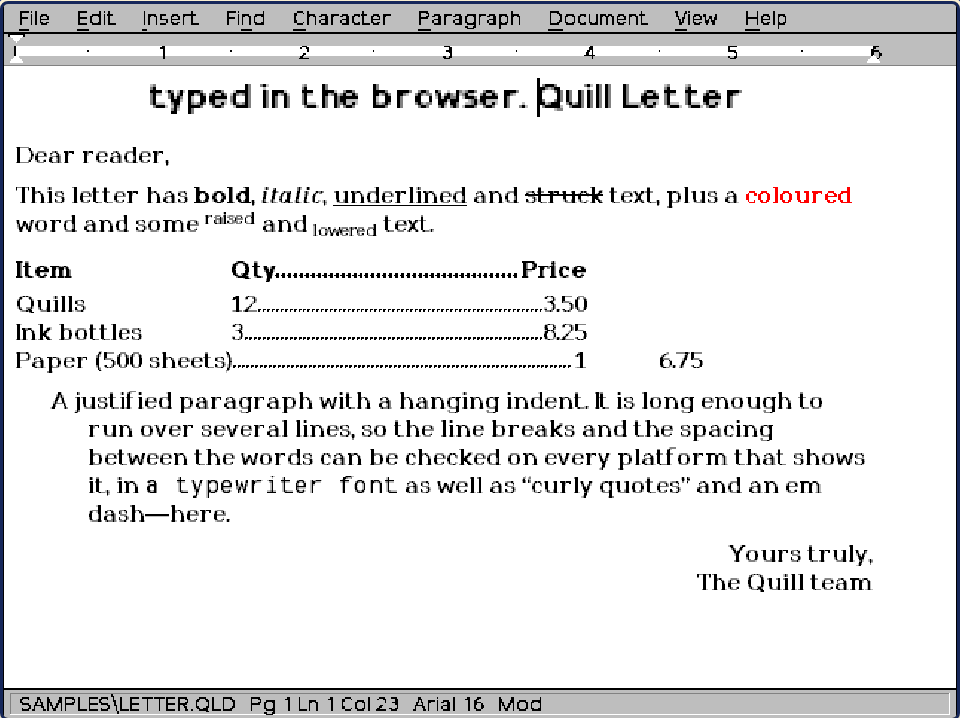 File Edit Insert Find Character Paragraph Document View Help
1 2 3 4 5 6
typed in the browser. Quill Letter
Dear reader,
This letter has bold, italic, underlined and struck text, plus a coloured
word and some raised and lowered text.
Item Qty........................................Price
Quills 12................................................3.50
Ink bottles 3..................................................8.25
Paper (500 sheets).........................................................1 6.75
A justified paragraph with a hanging indent. It is long enough to
run over several lines, so the line breaks and the spacing
between the words can be checked on every platform that shows
it, in a typewriter font as well as “curly quotes” and an em
dash—here.
Yours truly,
The Quill team
SAMPLES\LETTER.QLD Pg 1 Ln 1 Col 23 Arial 16 Mod